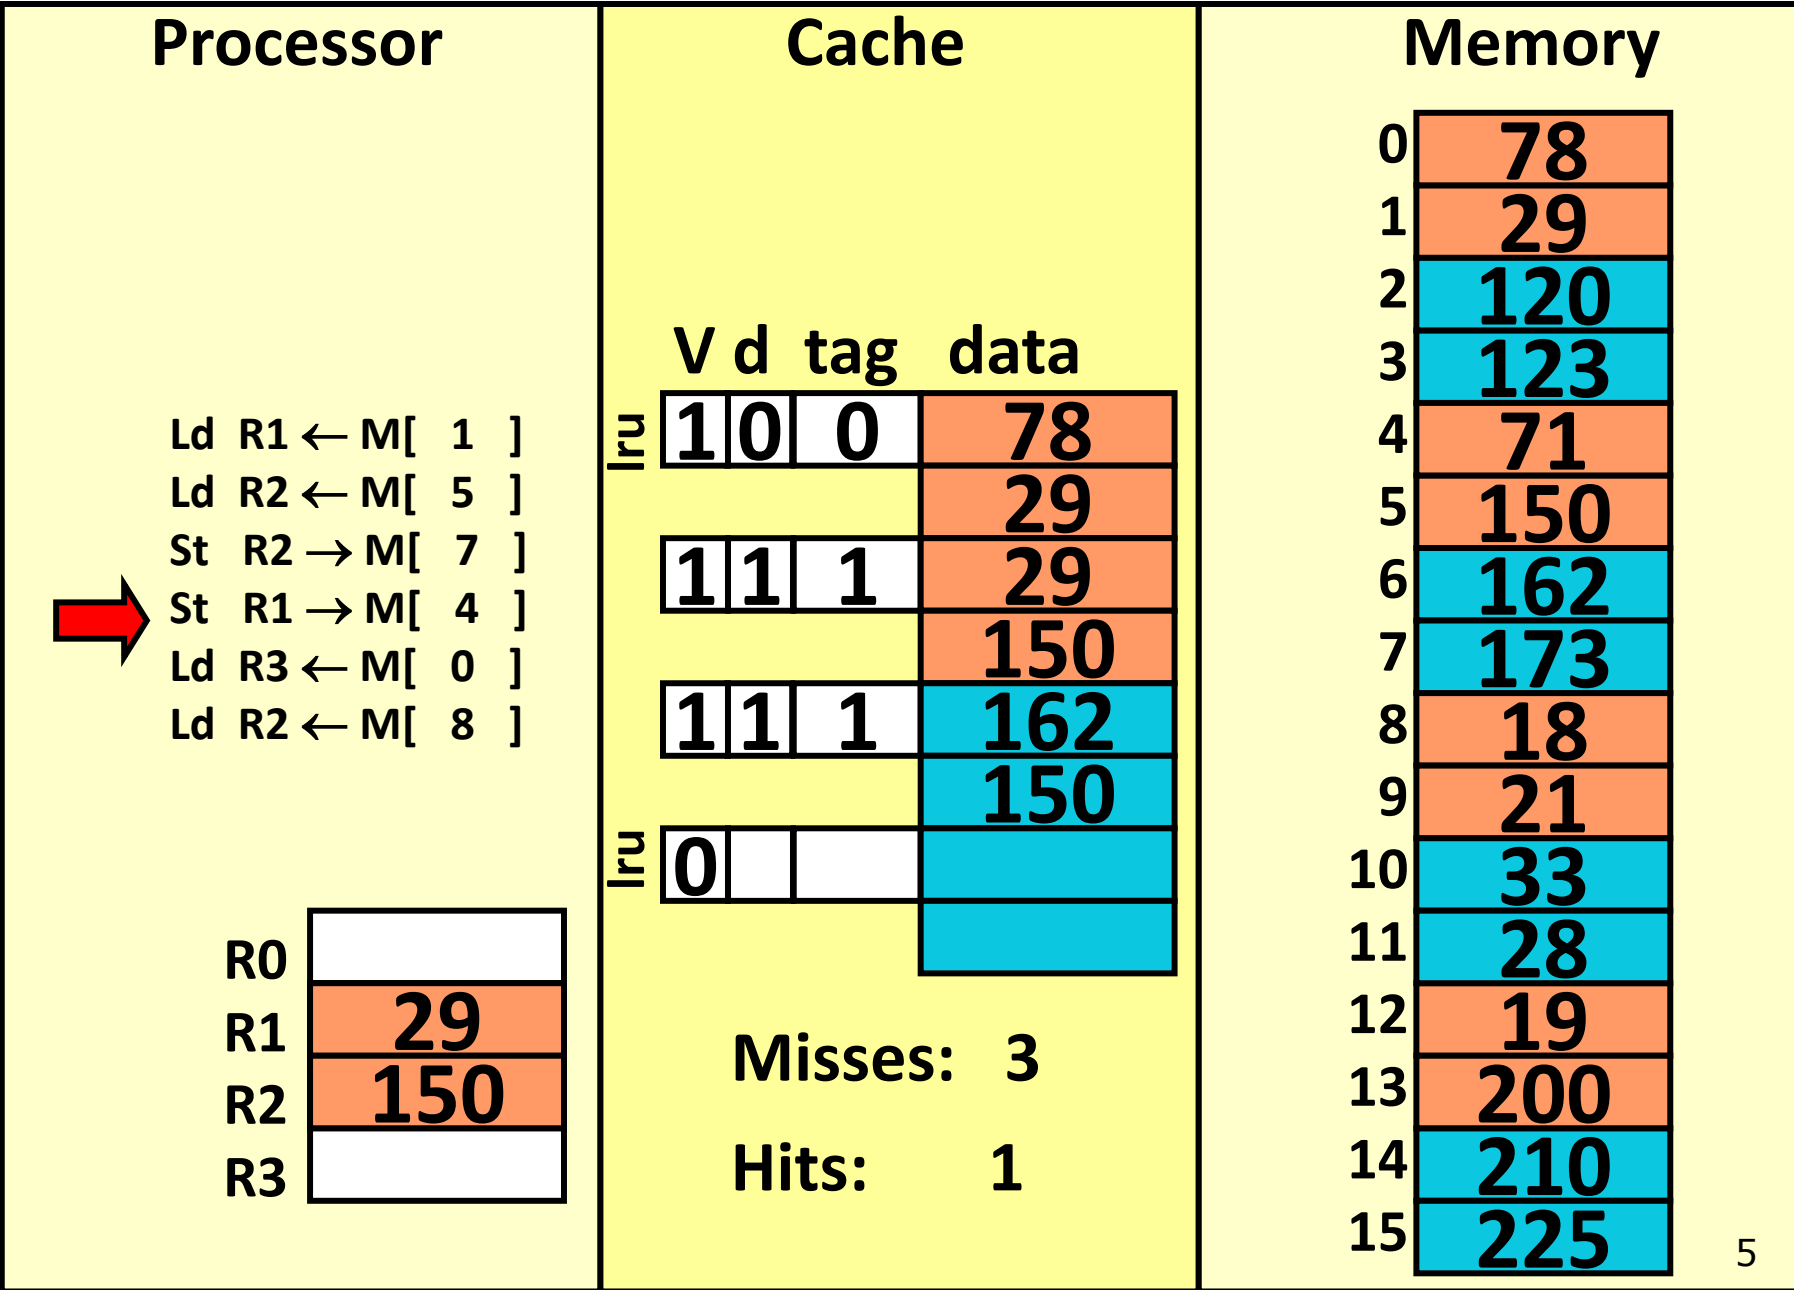 Processor
Ld R1 ← M[ 1 ]
Ld R2 ← M[ 5 ]
St R2 → M[ 7 ]
St R1 → M[ 4 ]
Ld R3 ← M[ 0 ]
Ld R2 ← M[ 8 ]
R0
R1 29
R2 150
R3
Cache
V d tag data
lru 1 0 0 78
29
1 1 1 29
150
1 1 1 162
150
lru 0
Misses: 3
Hits: 1
Memory
0 78
1 29
2 120
3 123
4 71
5 150
6 162
7 173
8 18
9 21
10 33
11 28
12 19
13 200
14 210
15 225
5